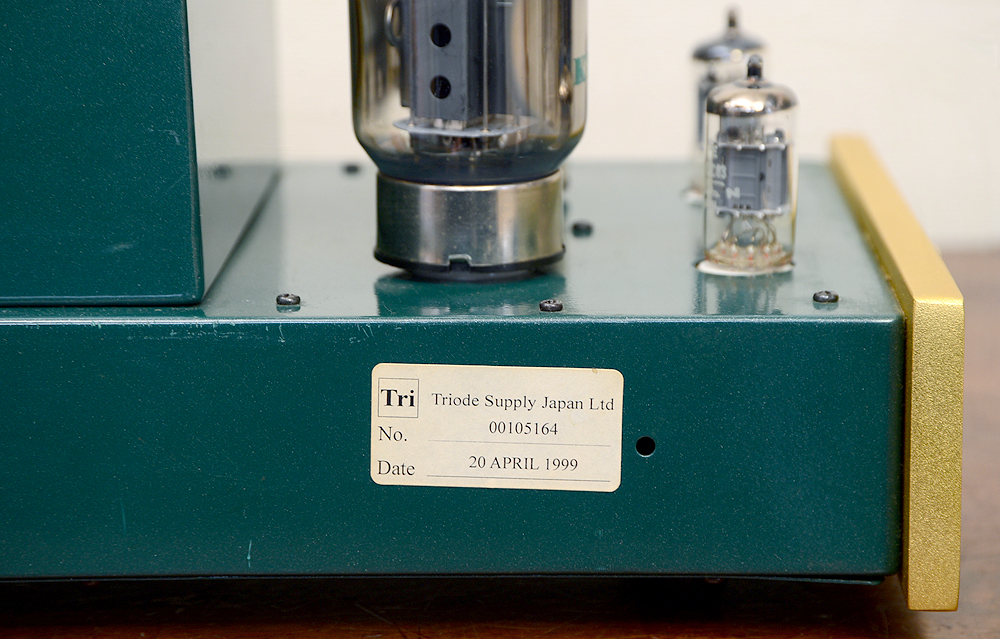 Tri Triode Supply Japan Ltd
No. 00105164
Date 20 APRIL 1999